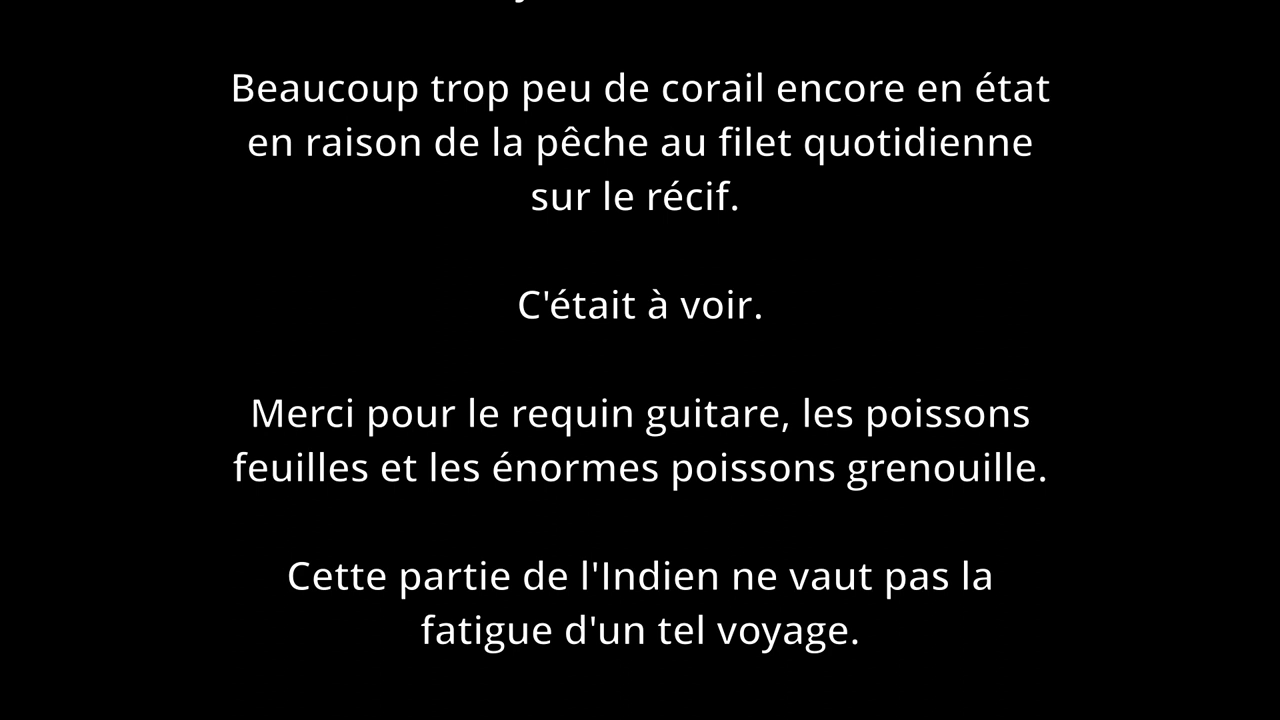 Beaucoup trop peu de corail encore en état
en raison de la pêche au filet quotidienne
sur le récif.
C'était à voir.
Merci pour le requin guitare, les poissons
feuilles et les énormes poissons grenouille.
Cette partie de l'Indien ne vaut pas la
fatigue d'un tel voyage.